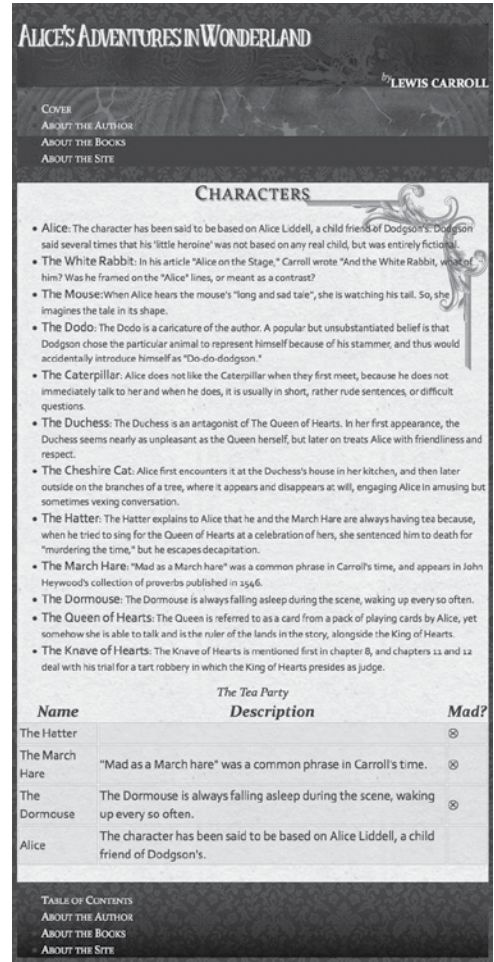 ALICE'S ADVENTURES IN WONDERLAND
by LEWIS CARROLL
COVER
ABOUT THE AUTHOR
ABOUT THE BOOKS
ABOUT THE SITE
CHARACTERS
• Alice: The character has been said to be based on Alice Liddell, a child friend of Dodgson's. Dodgson
said several times that his 'little heroine' was not based on any real child, but was entirely fictional.
• The White Rabbit: In his article "Alice on the Stage," Carroll wrote "And the White Rabbit, what of
him? Was he framed on the "Alice" lines, or meant as a contrast?
• The Mouse:When Alice hears the mouse's "long and sad tale", she is watching his tail. So, she
imagines the tale in its shape.
• The Dodo: The Dodo is a caricature of the author. A popular but unsubstantiated belief is that
Dodgson chose the particular animal to represent himself because of his stammer, and thus would
accidentally introduce himself as "Do-do-dodgson."
• The Caterpillar: Alice does not like the Caterpillar when they first meet, because he does not
immediately talk to her and when he does, it is usually in short, rather rude sentences, or difficult
questions.
• The Duchess: The Duchess is an antagonist of The Queen of Hearts. In her first appearance, the
Duchess seems nearly as unpleasant as the Queen herself, but later on treats Alice with friendliness and
respect.
• The Cheshire Cat: Alice first encounters it at the Duchess's house in her kitchen, and then later
outside on the branches of a tree, where it appears and disappears at will, engaging Alice in amusing but
sometimes vexing conversation.
• The Hatter: The Hatter explains to Alice that he and the March Hare are always having tea because,
when he tried to sing for the Queen of Hearts at a celebration of hers, she sentenced him to death for
"murdering the time," but he escapes decapitation.
• The March Hare: "Mad as a March hare" was a common phrase in Carroll's time, and appears in John
Heywood's collection of proverbs published in 1546.
• The Dormouse: The Dormouse is always falling asleep during the scene, waking up every so often.
• The Queen of Hearts: The Queen is referred to as a card from a pack of playing cards by Alice, yet
somehow she is able to talk and is the ruler of the lands in the story, alongside the King of Hearts.
• The Knave of Hearts: The Knave of Hearts is mentioned first in chapter 8, and chapters 11 and 12
deal with his trial for a tart robbery in which the King of Hearts presides as judge.
The Tea Party
Name Description Mad?
The Hatter ⊗
The March
Hare "Mad as a March hare" was a common phrase in Carroll's time. ⊗
The
Dormouse The Dormouse is always falling asleep during the scene, waking
up every so often. ⊗
Alice The character has been said to be based on Alice Liddell, a child
friend of Dodgson's.
TABLE OF CONTENTS
ABOUT THE AUTHOR
ABOUT THE BOOKS
ABOUT THE SITE